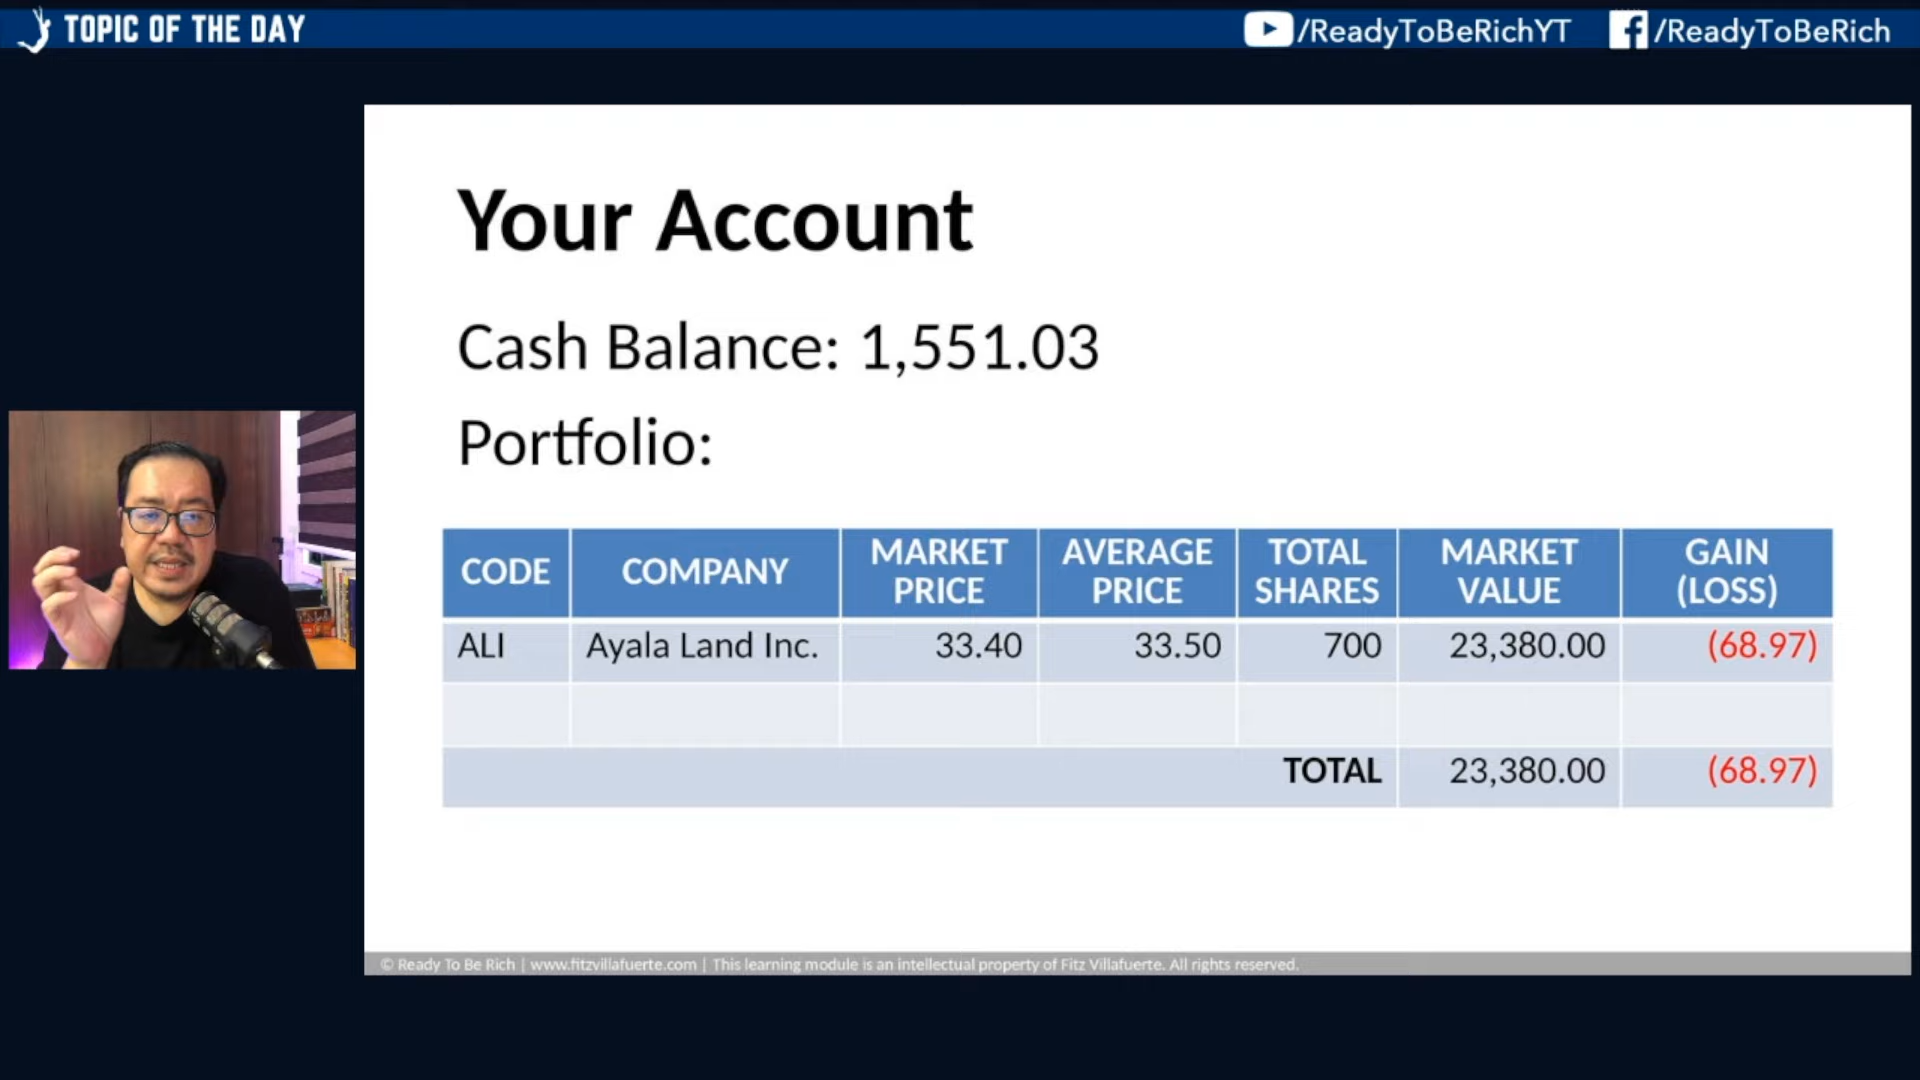 TOPIC OF THE DAY
/ReadyToBeRichYT
/ReadyToBeRich
Your Account
Cash Balance: 1,551.03
Portfolio:
CODE COMPANY MARKET PRICE AVERAGE PRICE TOTAL SHARES MARKET VALUE GAIN (LOSS)
ALI Ayala Land Inc. 33.40 33.50 700 23,380.00 (68.97)
TOTAL 23,380.00 (68.97)
© Ready To Be Rich | www.fitzvillafuerte.com | This learning module is an intellectual property of Fitz Villafuerte. All rights reserved.